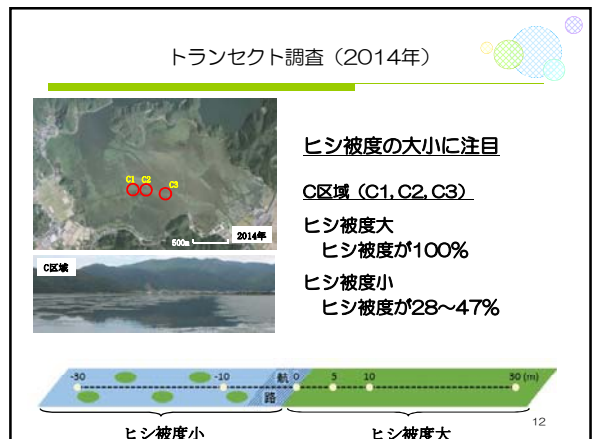 トランセクト調査（2014年）
C1 C2 C3
500m
2014年
C区域
ヒシ被度の大小に注目
C区域（C1, C2, C3）
ヒシ被度大
ヒシ被度が100%
ヒシ被度小
ヒシ被度が28～47%
-30 -10 航路 0 5 10 30 (m)
ヒシ被度小 ヒシ被度大
12